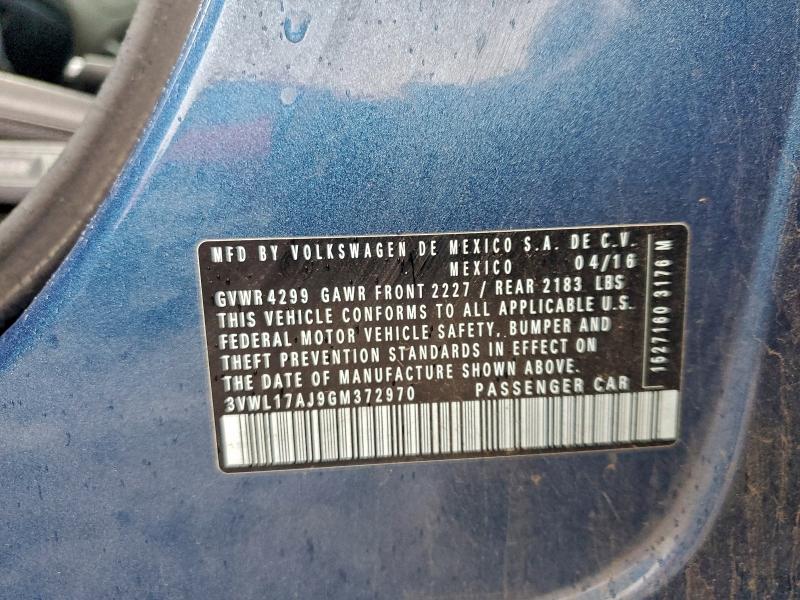 MFD BY VOLKSWAGEN DE MEXICO S.A. DE C.V.
MEXICO 04/16
GVWR 4299 GAWR FRONT 2227 / REAR 2183 LBS
THIS VEHICLE CONFORMS TO ALL APPLICABLE U.S.
FEDERAL MOTOR VEHICLE SAFETY, BUMPER AND
THEFT PREVENTION STANDARDS IN EFFECT ON
THE DATE OF MANUFACTURE SHOWN ABOVE.
3VWL17AJ9GM372970 PASSENGER CAR
1627160 3176 M